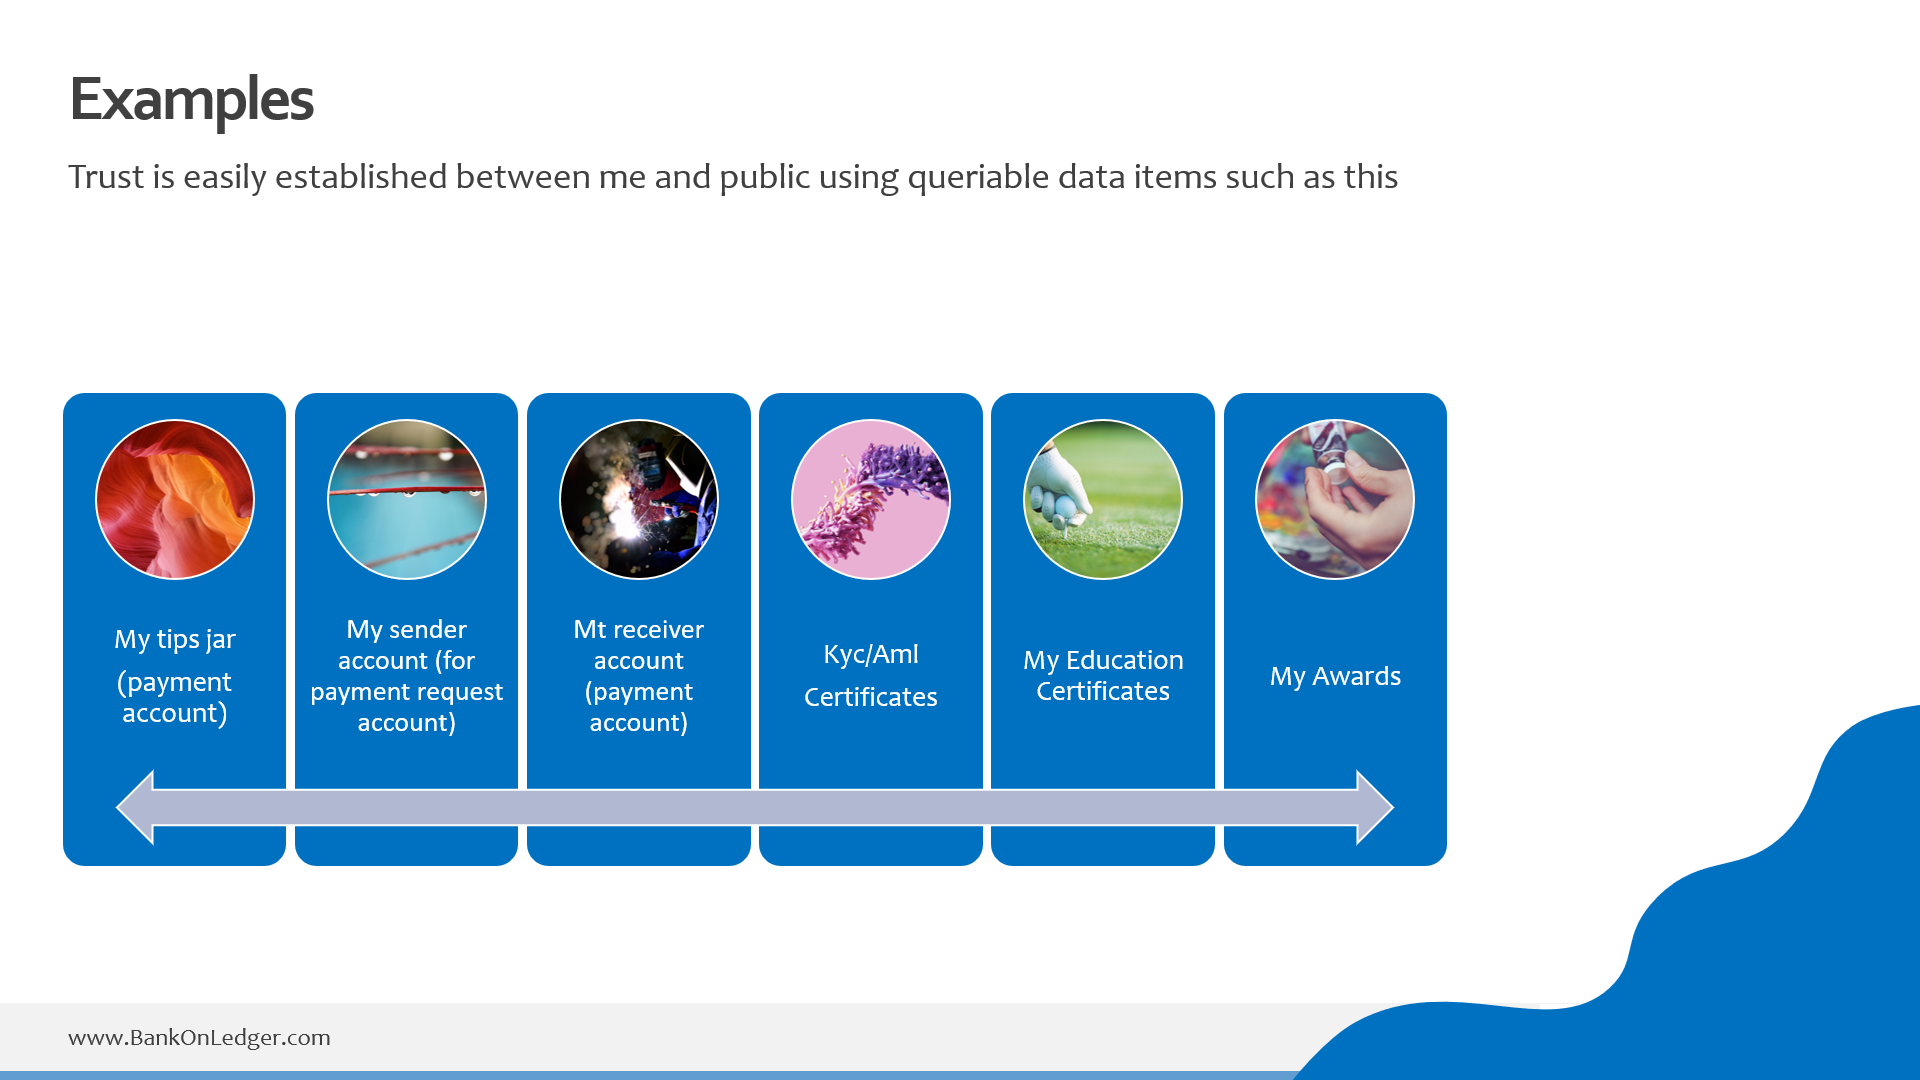 Examples
Trust is easily established between me and public using queriable data items such as this
My tips jar
(payment
account)
My sender
account (for
payment request
account)
Mt receiver
account
(payment
account)
Kyc/Aml
Certificates
My Education
Certificates
My Awards
www.BankOnLedger.com